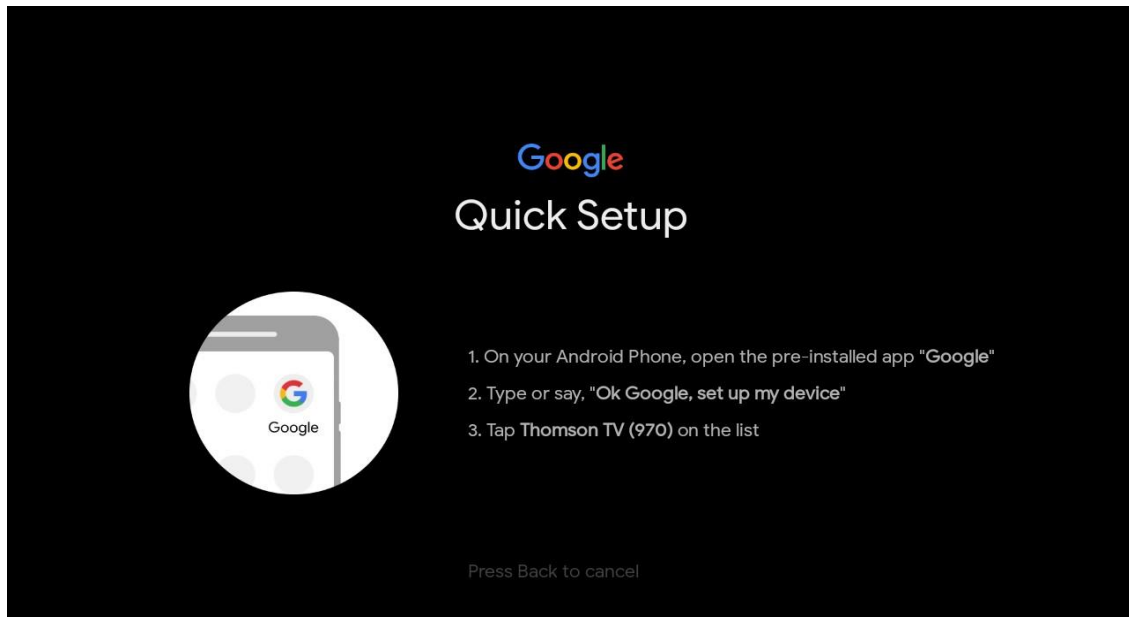 Google
Quick Setup
1. On your Android Phone, open the pre-installed app "Google"
2. Type or say, "Ok Google, set up my device"
3. Tap Thomson TV (970) on the list
G
Google
Press Back to cancel